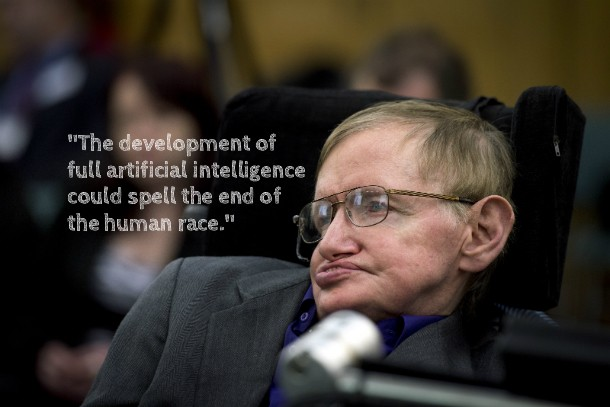 "The development of
full artificial intelligence
could spell the end of
the human race."